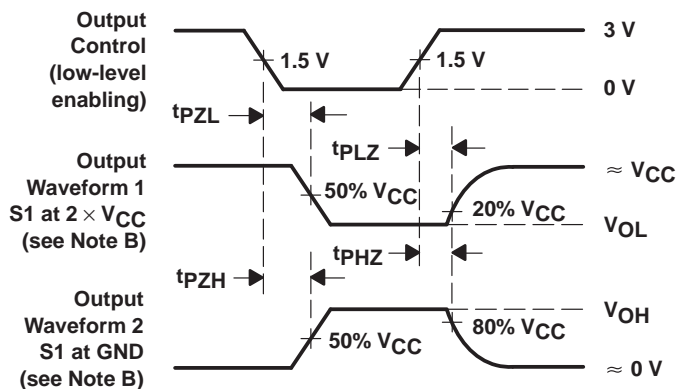 Output
Control
(low-level
enabling)
1.5 V
1.5 V
3 V
0 V
tPZL
tPLZ
Output
Waveform 1
S1 at 2 × VCC
(see Note B)
50% VCC
20% VCC
≈ VCC
VOL
tPZH
tPHZ
Output
Waveform 2
S1 at GND
(see Note B)
50% VCC
80% VCC
VOH
≈ 0 V